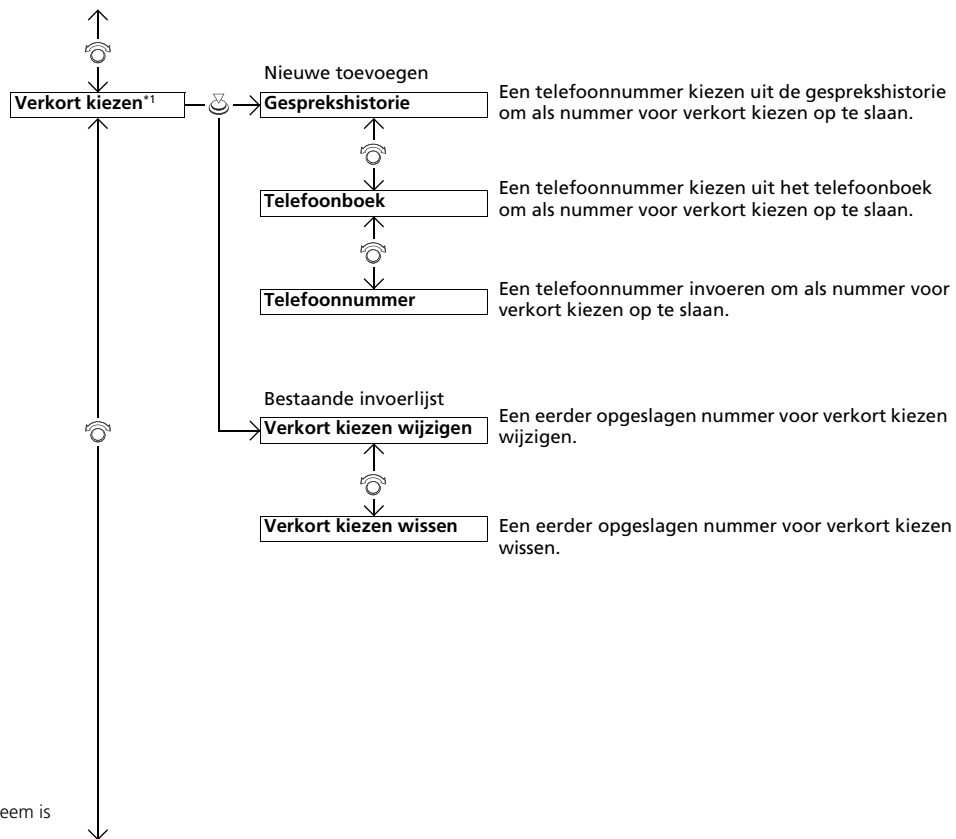 Nieuwe toevoegen
Verkort kiezen*1
Gesprekshistorie
Een telefoonnummer kiezen uit de gesprekshistorie
om als nummer voor verkort kiezen op te slaan.
Telefoonboek
Een telefoonnummer kiezen uit het telefoonboek
om als nummer voor verkort kiezen op te slaan.
Telefoonnummer
Een telefoonnummer invoeren om als nummer voor
verkort kiezen op te slaan.
Bestaande invoerlijst
Verkort kiezen wijzigen
Een eerder opgeslagen nummer voor verkort kiezen
wijzigen.
Verkort kiezen wissen
Een eerder opgeslagen nummer voor verkort kiezen
wissen.
eem is